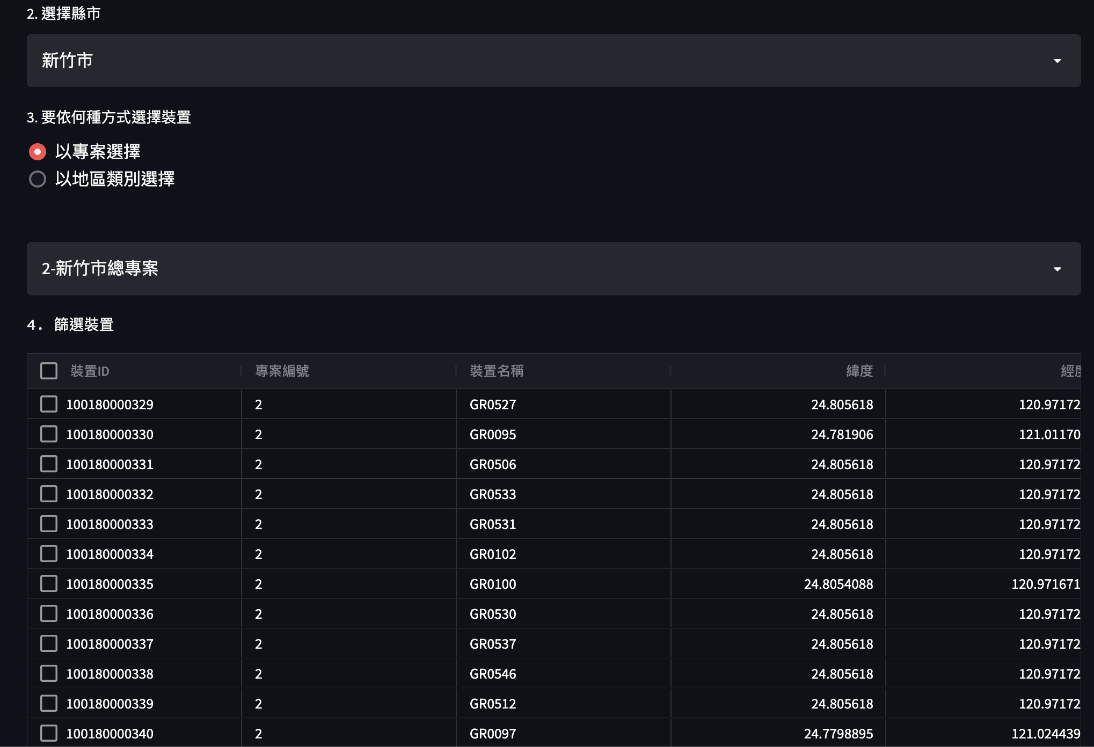 2. 選擇縣市
新竹市
3. 要依何種方式選擇裝置
以專案選擇
以地區類別選擇
2-新竹市總專案
4. 篩選裝置
裝置ID 專案編號 裝置名稱 緯度 經度
100180000329 2 GR0527 24.805618 120.97172
100180000330 2 GR0095 24.781906 121.01170
100180000331 2 GR0506 24.805618 120.97172
100180000332 2 GR0533 24.805618 120.97172
100180000333 2 GR0531 24.805618 120.97172
100180000334 2 GR0102 24.805618 120.97172
100180000335 2 GR0100 24.8054088 120.971671
100180000336 2 GR0530 24.805618 120.97172
100180000337 2 GR0537 24.805618 120.97172
100180000338 2 GR0546 24.805618 120.97172
100180000339 2 GR0512 24.805618 120.97172
100180000340 2 GR0097 24.7798895 121.024439